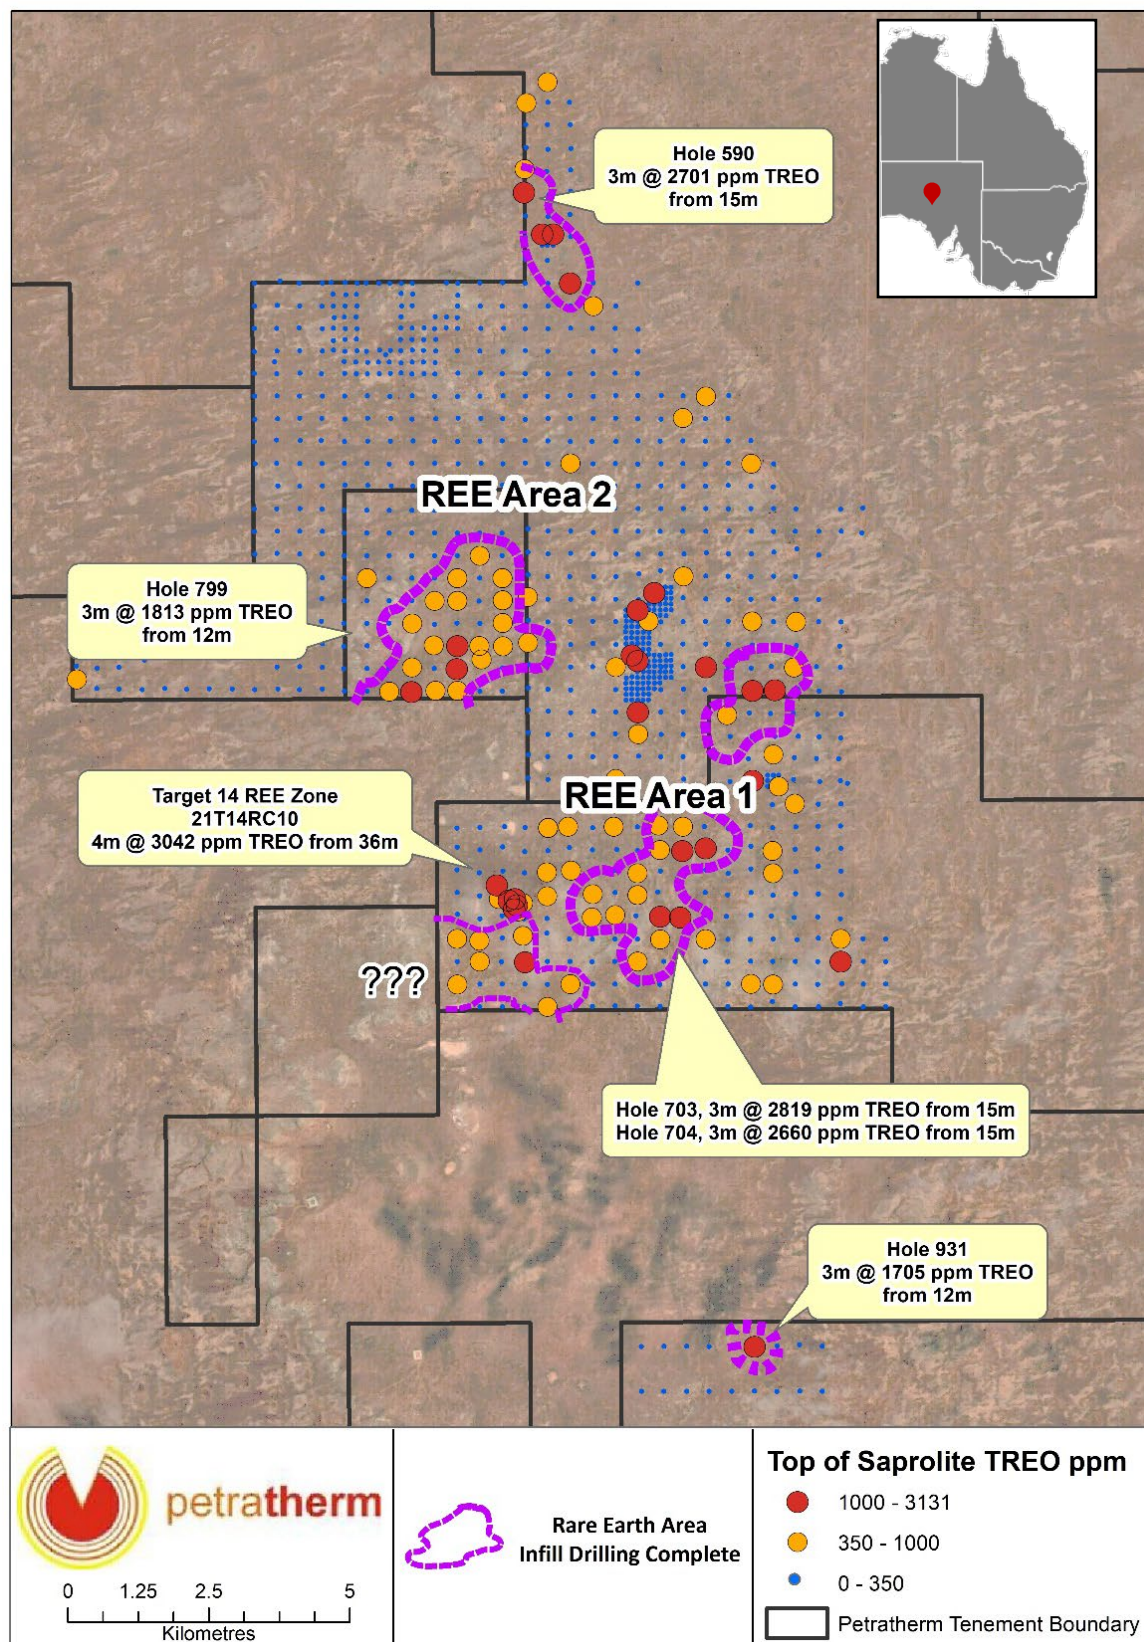 Hole 590
3m @ 2701 ppm TREO
from 15m
REE Area 2
Hole 799
3m @ 1813 ppm TREO
from 12m
Target 14 REE Zone
21T14RC10
4m @ 3042 ppm TREO from 36m
REE Area 1
???
Hole 703, 3m @ 2819 ppm TREO from 15m
Hole 704, 3m @ 2660 ppm TREO from 15m
Hole 931
3m @ 1705 ppm TREO
from 12m
petratherm
0 1.25 2.5 5
Kilometres
Rare Earth Area
Infill Drilling Complete
Top of Saprolite TREO ppm
1000 - 3131
350 - 1000
0 - 350
Petratherm Tenement Boundary